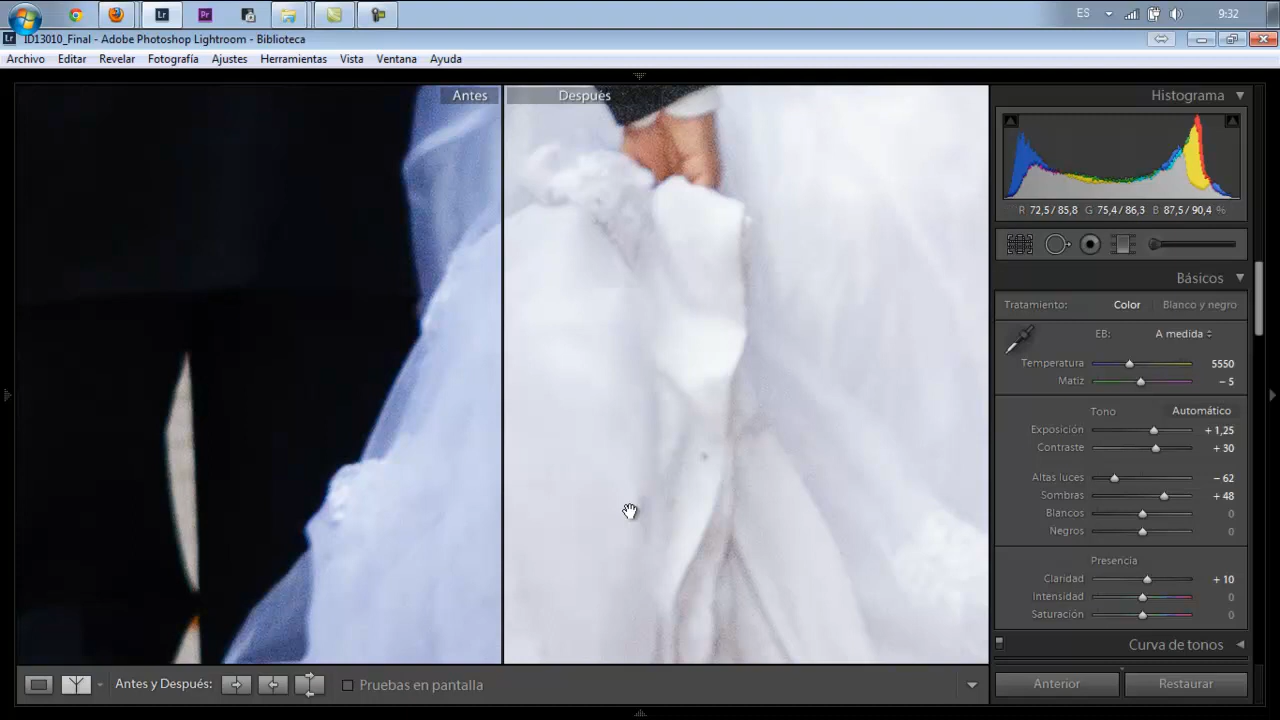 ES 9:32
ID13010_Final - Adobe Photoshop Lightroom - Biblioteca
Archivo Editar Revelar Fotografía Ajustes Herramientas Vista Ventana Ayuda
Antes Después
Histograma
R 72,5 / 85,8 G 75,4 / 86,3 B 87,5 / 90,4 %
Básicos
Tratamiento: Color Blanco y negro
EB: A medida
Temperatura 5550
Matiz – 5
Tono Automático
Exposición + 1,25
Contraste + 30
Altas luces – 62
Sombras + 48
Blancos 0
Negros 0
Presencia
Claridad + 10
Intensidad 0
Saturación 0
Curva de tonos
Antes y Después: Pruebas en pantalla
Anterior Restaurar